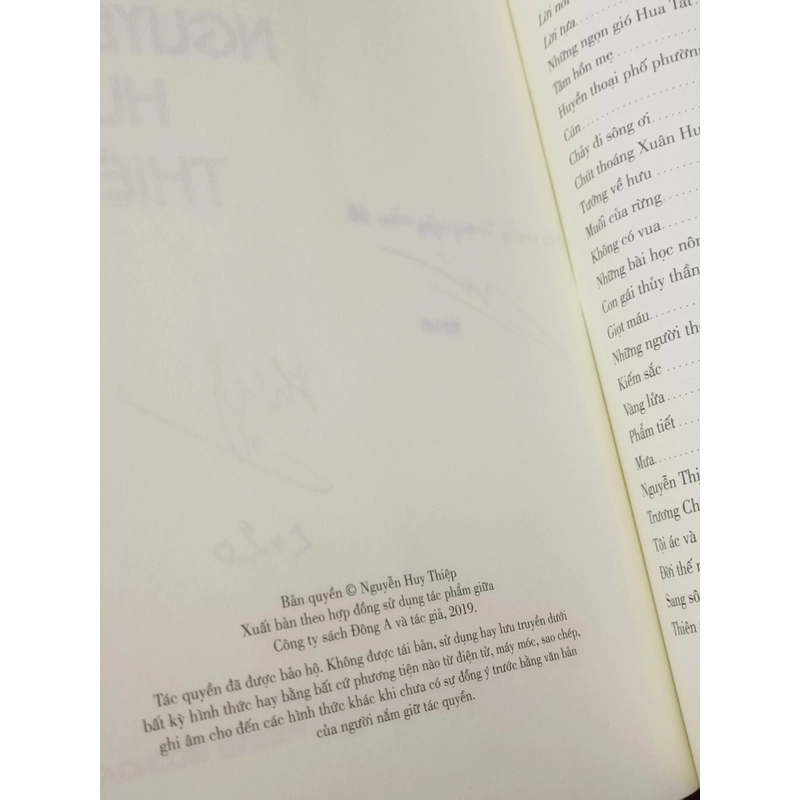 Bản quyền © Nguyễn Huy Thiệp
Xuất bản theo hợp đồng sử dụng tác phẩm giữa
Công ty sách Đông A và tác giả, 2019.
Tác quyền đã được bảo hộ. Không được tái bản, sử dụng hay lưu truyền dưới
bất kỳ hình thức hay bằng bất cứ phương tiện nào từ điện tử, máy móc, sao chép,
ghi âm cho đến các hình thức khác khi chưa có sự đồng ý trước bằng văn bản
của người nắm giữ tác quyền.
Lời nói
Lời tựa
Những ngọn gió Hua Tát
Tâm hồn mẹ
Huyền thoại phố phường
Cún
Chảy đi sông ơi
Chút thoáng Xuân Hư
Tướng về hưu
Muối của rừng
Không có vua
Những bài học nôn
Con gái thủy thần
Giọt máu
Những người th
Kiếm sắc
Vàng lửa
Phẩm tiết
Mưa
Nguyễn Thị
Trương Ch
Tội ác và
Đời thế
Sang sô
Thiên